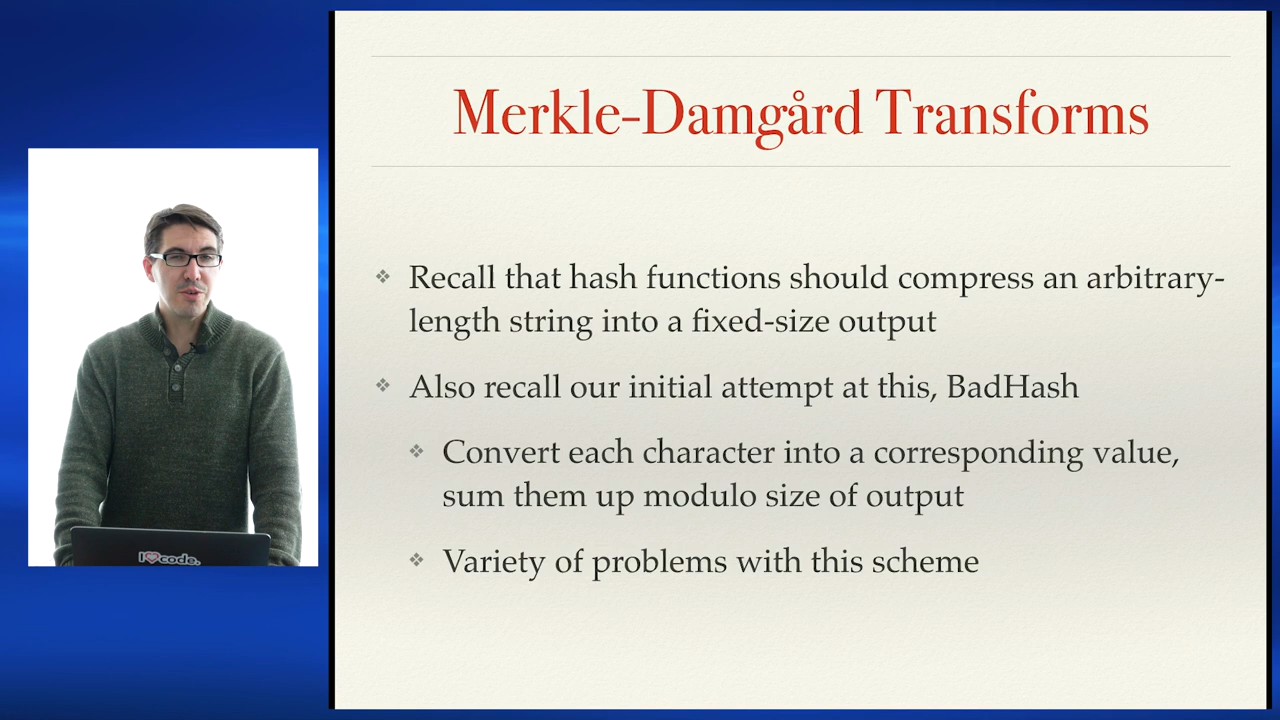 Merkle-Damgård Transforms
Recall that hash functions should compress an arbitrary-
length string into a fixed-size output
Also recall our initial attempt at this, BadHash
Convert each character into a corresponding value,
sum them up modulo size of output
Variety of problems with this scheme
I❤code.